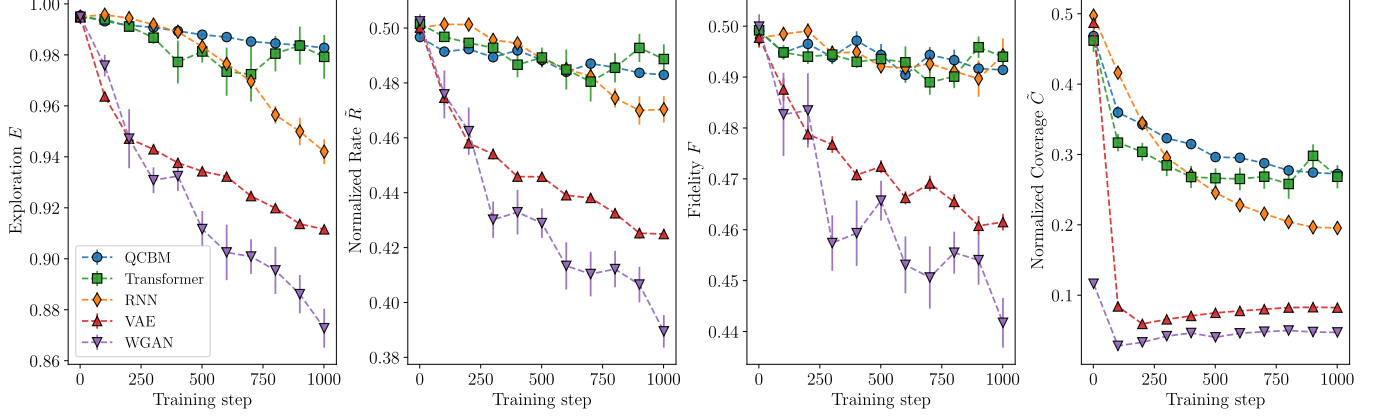 Exploration E
1.00
0.98
0.96
0.94
0.92
0.90
0.88
0.86
QCBM
Transformer
RNN
VAE
WGAN
0 250 500 750 1000
Training step
Normalized Rate R̃
0.50
0.48
0.46
0.44
0.42
0.40
0.38
0 250 500 750 1000
Training step
Fidelity F
0.50
0.49
0.48
0.47
0.46
0.45
0.44
0 250 500 750 1000
Training step
Normalized Coverage C̃
0.5
0.4
0.3
0.2
0.1
0 250 500 750 1000
Training step